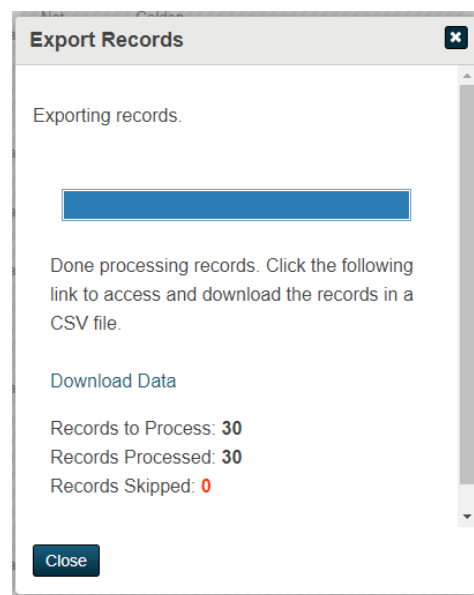 Export Records
Exporting records.
Done processing records. Click the following
link to access and download the records in a
CSV file.
Download Data
Records to Process: 30
Records Processed: 30
Records Skipped: 0
Close